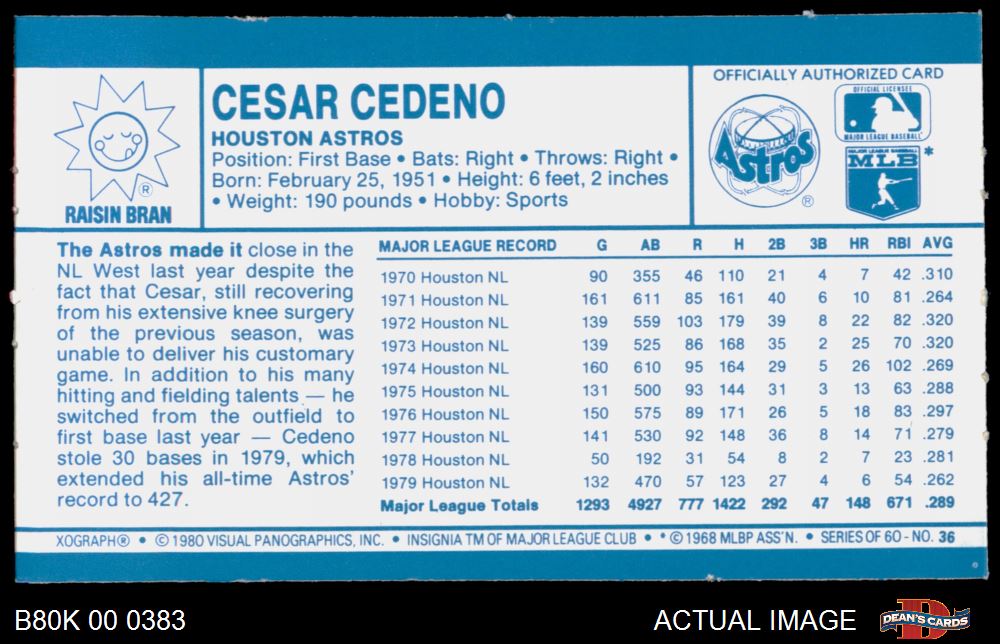 OFFICIALLY AUTHORIZED CARD
OFFICIAL LICENSEE
MAJOR LEAGUE BASEBALL
Astros
®
MAJOR LEAGUE BASEBALL
MLB *
®
RAISIN BRAN
CESAR CEDENO
HOUSTON ASTROS
Position: First Base • Bats: Right • Throws: Right •
Born: February 25, 1951 • Height: 6 feet, 2 inches
• Weight: 190 pounds • Hobby: Sports
The Astros made it close in the
NL West last year despite the
fact that Cesar, still recovering
from his extensive knee surgery
of the previous season, was
unable to deliver his customary
game. In addition to his many
hitting and fielding talents — he
switched from the outfield to
first base last year — Cedeno
stole 30 bases in 1979, which
extended his all-time Astros'
record to 427.
MAJOR LEAGUE RECORD G AB R H 2B 3B HR RBI AVG
1970 Houston NL 90 355 46 110 21 4 7 42 .310
1971 Houston NL 161 611 85 161 40 6 10 81 .264
1972 Houston NL 139 559 103 179 39 8 22 82 .320
1973 Houston NL 139 525 86 168 35 2 25 70 .320
1974 Houston NL 160 610 95 164 29 5 26 102 .269
1975 Houston NL 131 500 93 144 31 3 13 63 .288
1976 Houston NL 150 575 89 171 26 5 18 83 .297
1977 Houston NL 141 530 92 148 36 8 14 71 .279
1978 Houston NL 50 192 31 54 8 2 7 23 .281
1979 Houston NL 132 470 57 123 27 4 6 54 .262
Major League Totals 1293 4927 777 1422 292 47 148 671 .289
XOGRAPH® • © 1980 VISUAL PANOGRAPHICS, INC. • INSIGNIA TM OF MAJOR LEAGUE CLUB • * © 1968 MLBP ASS'N. • SERIES OF 60 - NO. 36
B80K 00 0383
ACTUAL IMAGE
DEAN'S CARDS